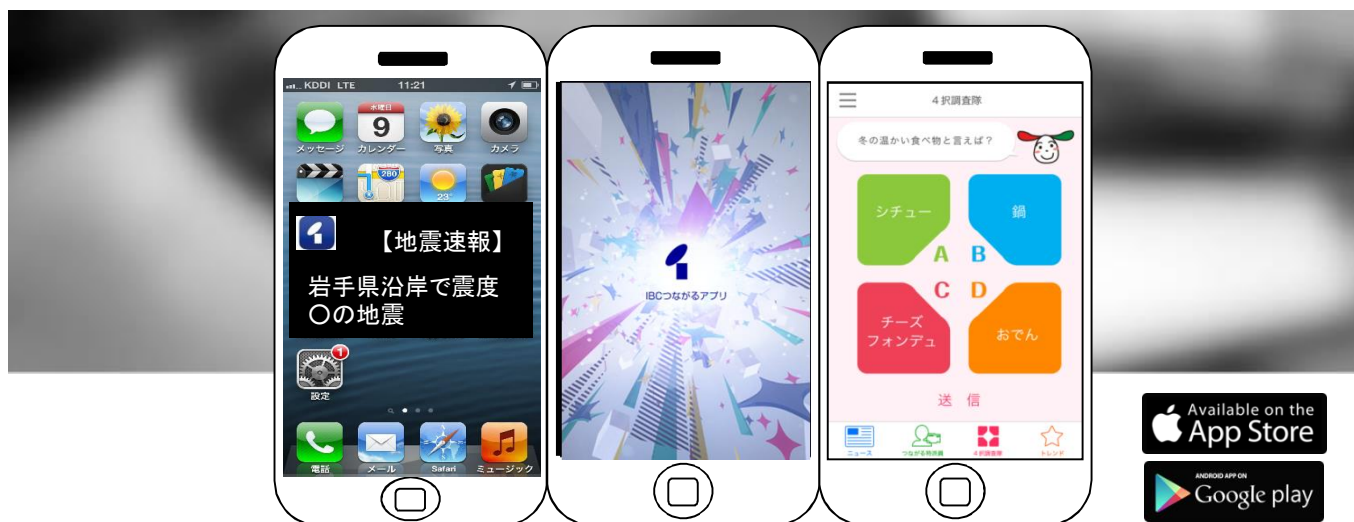 KDDI LTE 11:21
水曜日
9
メッセージ カレンダー 写真 カメラ
280
23°
【地震速報】
岩手県沿岸で震度
〇の地震
1
設定
電話 メール Safari ミュージック
IBCつながるアプリ
4択調査隊
冬の温かい食べ物と言えば？
シチュー
鍋
A B
C D
チーズ
フォンデュ
おでん
送 信
ニュース つながる特派員 4択調査隊 トレンド
Available on the
App Store
ANDROID APP ON
Google play